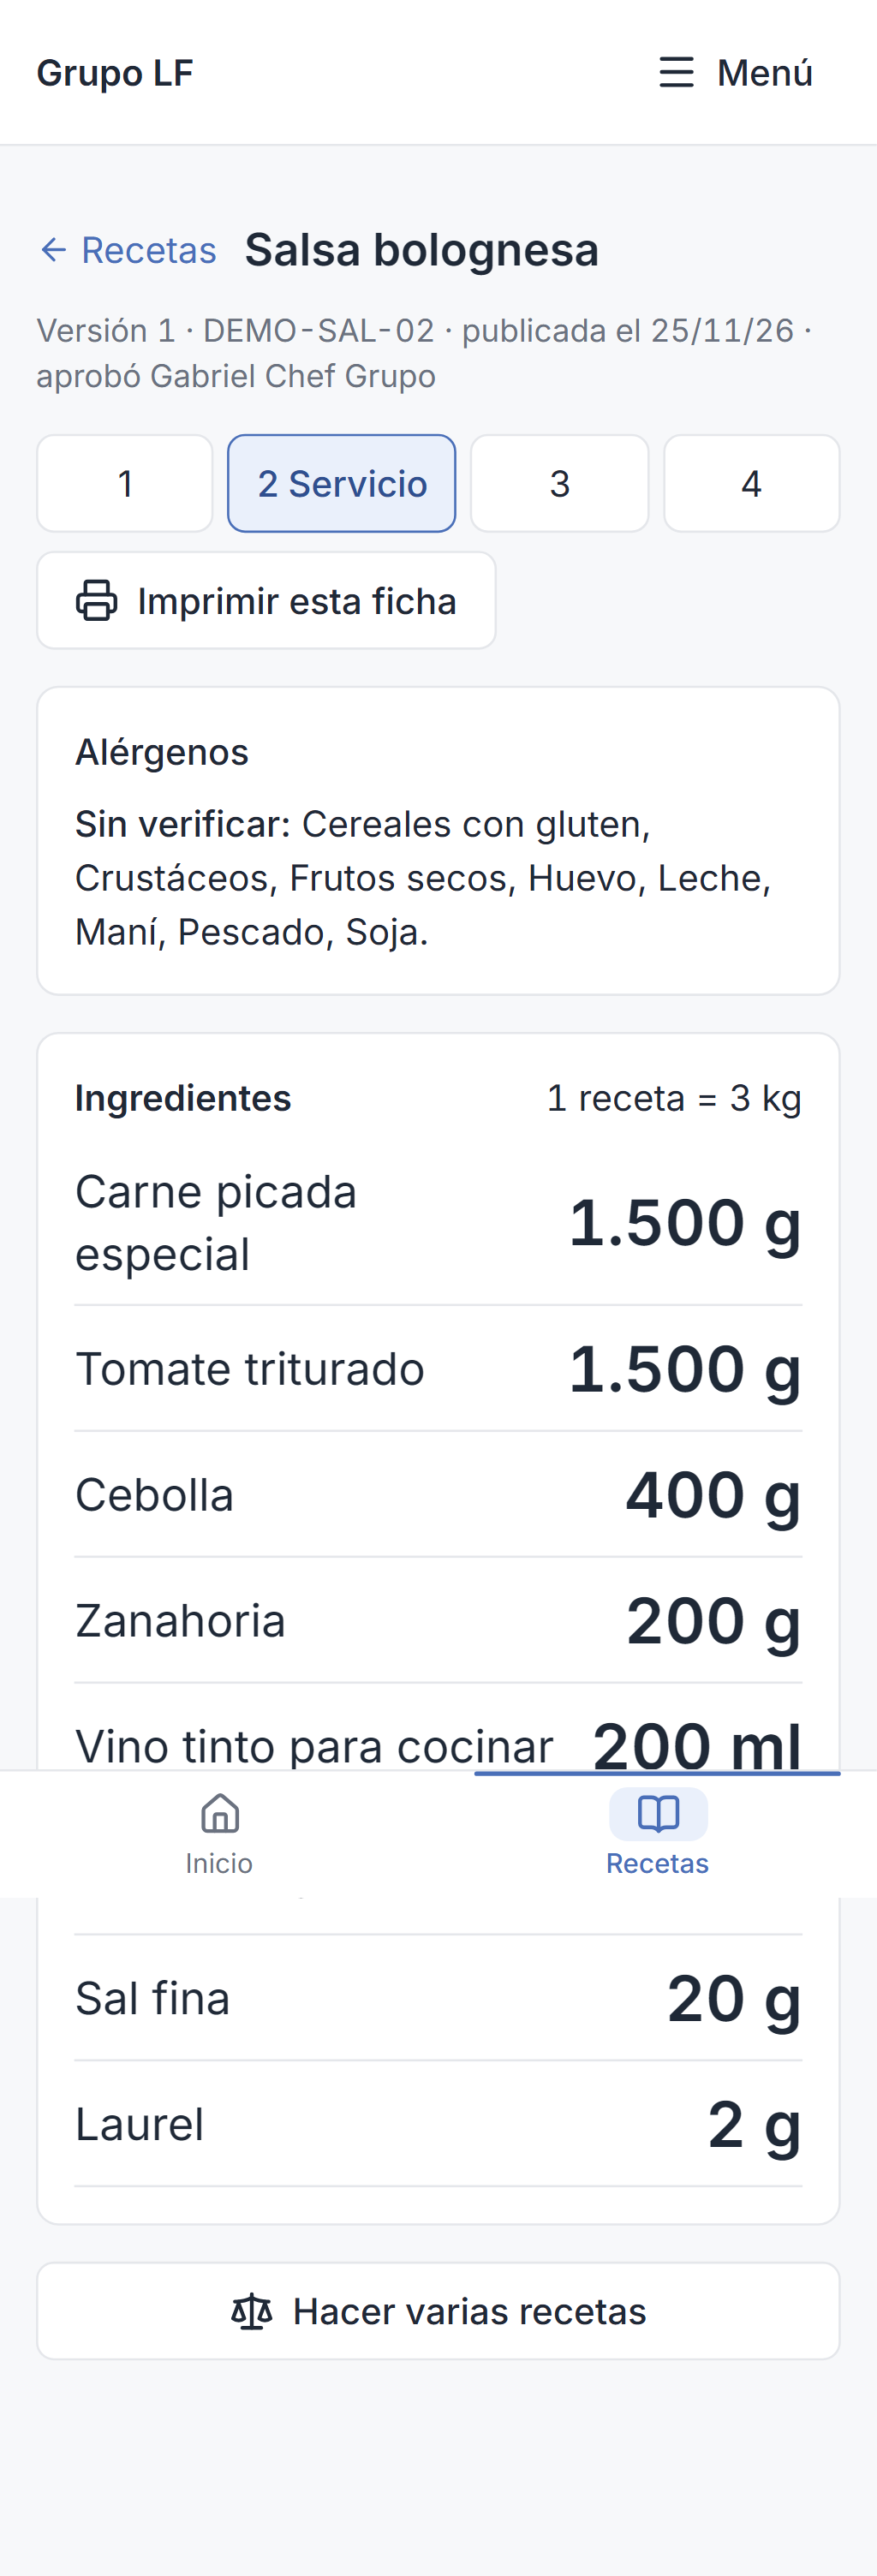 Grupo LF
Menú
Recetas
Salsa bolognesa
Versión 1 · DEMO-SAL-02 · publicada el 25/11/26 ·
aprobó Gabriel Chef Grupo
1
2 Servicio
3
4
Imprimir esta ficha
Alérgenos
Sin verificar: Cereales con gluten,
Crustáceos, Frutos secos, Huevo, Leche,
Maní, Pescado, Soja.
Ingredientes
1 receta = 3 kg
Carne picada
especial
1.500 g
Tomate triturado
1.500 g
Cebolla
400 g
Zanahoria
200 g
Vino tinto para cocinar
200 ml
Inicio
Recetas
Sal fina
20 g
Laurel
2 g
Hacer varias recetas